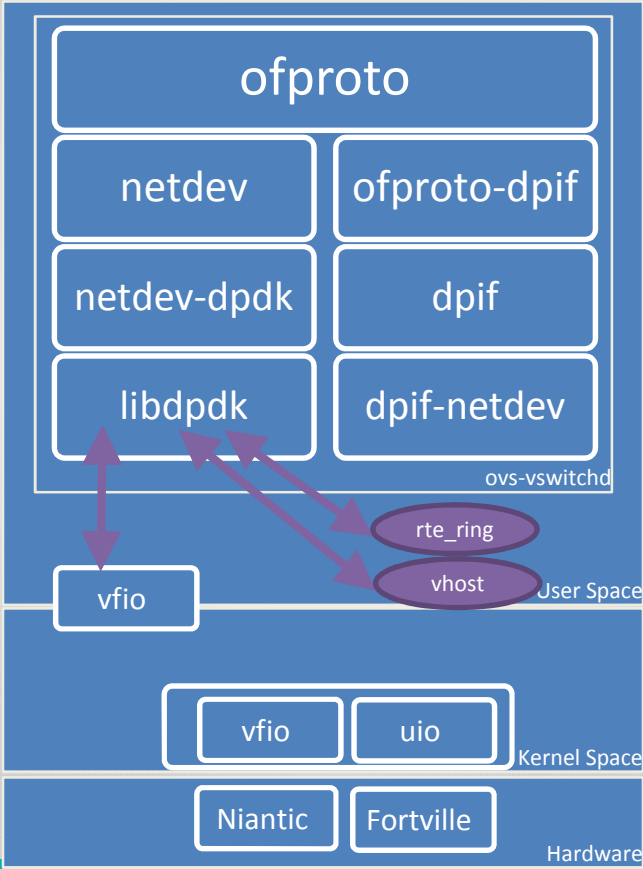 ofproto
netdev
ofproto-dpif
netdev-dpdk
dpif
libdpdk
dpif-netdev
ovs-vswitchd
rte_ring
vhost
User Space
vfio
vfio
uio
Kernel Space
Niantic
Fortville
Hardware